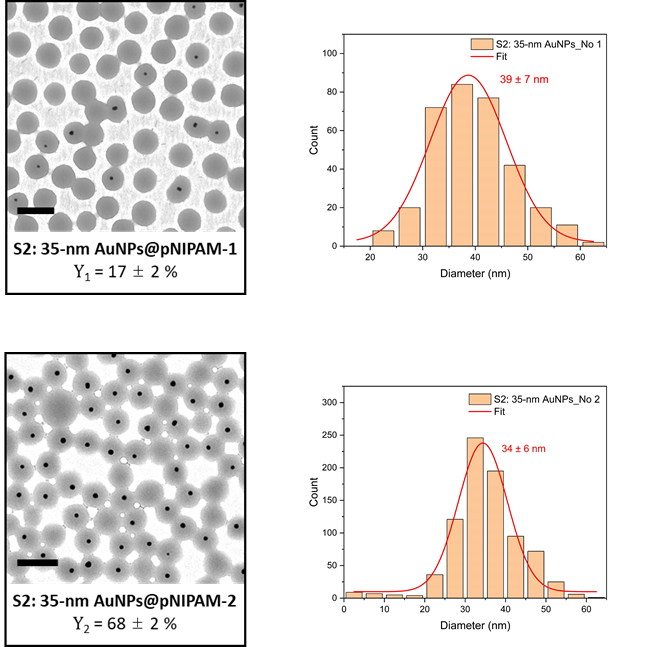 S2: 35-nm AuNPs@pNIPAM-1
Y₁ = 17 ± 2 %
S2: 35-nm AuNPs_No 1
Fit
39 ± 7 nm
Count
100
80
60
40
20
0
20 30 40 50 60
Diameter (nm)
S2: 35-nm AuNPs@pNIPAM-2
Y₂ = 68 ± 2 %
S2: 35-nm AuNPs_No 2
Fit
34 ± 6 nm
Count
300
250
200
150
100
50
0
0 10 20 30 40 50 60
Diameter (nm)